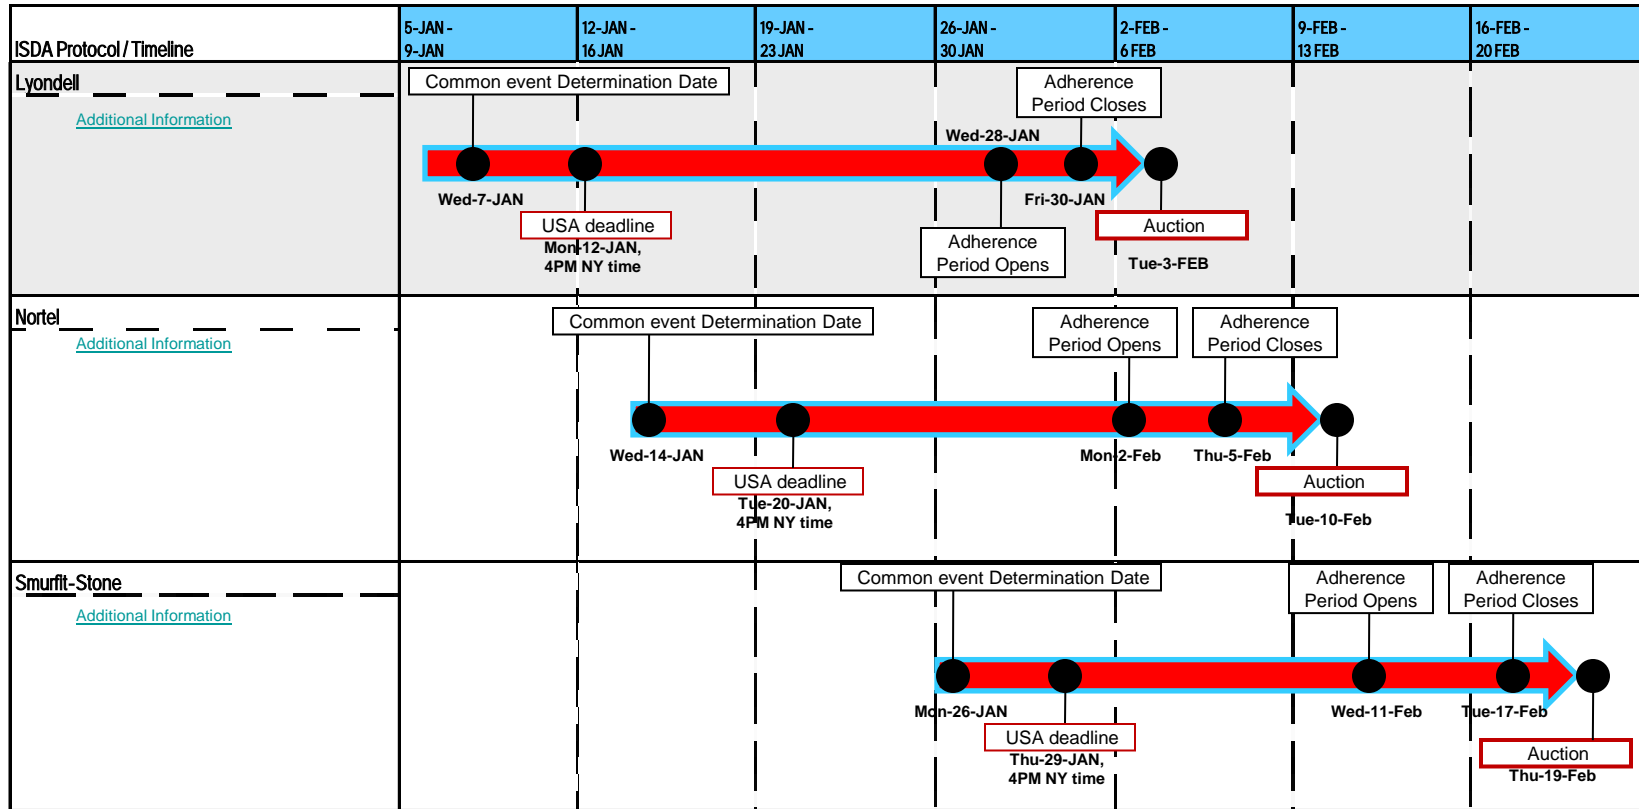 ISDA Protocol / Timeline
5-JAN -
9-JAN
12-JAN -
16 JAN
19-JAN -
23 JAN
26-JAN -
30 JAN
2-FEB -
6 FEB
9-FEB -
13 FEB
16-FEB -
20 FEB
Lyondell
Additional Information
Common event Determination Date
Adherence
Period Closes
Wed-28-JAN
Wed-7-JAN
Fri-30-JAN
USA deadline
Mon-12-JAN,
4PM NY time
Adherence
Period Opens
Auction
Tue-3-FEB
Nortel
Additional Information
Common event Determination Date
Adherence
Period Opens
Adherence
Period Closes
Wed-14-JAN
Mon-2-Feb
Thu-5-Feb
USA deadline
Tue-20-JAN,
4PM NY time
Auction
Tue-10-Feb
Smurfit-Stone
Additional Information
Common event Determination Date
Adherence
Period Opens
Adherence
Period Closes
Mon-26-JAN
Wed-11-Feb
Tue-17-Feb
USA deadline
Thu-29-JAN,
4PM NY time
Auction
Thu-19-Feb